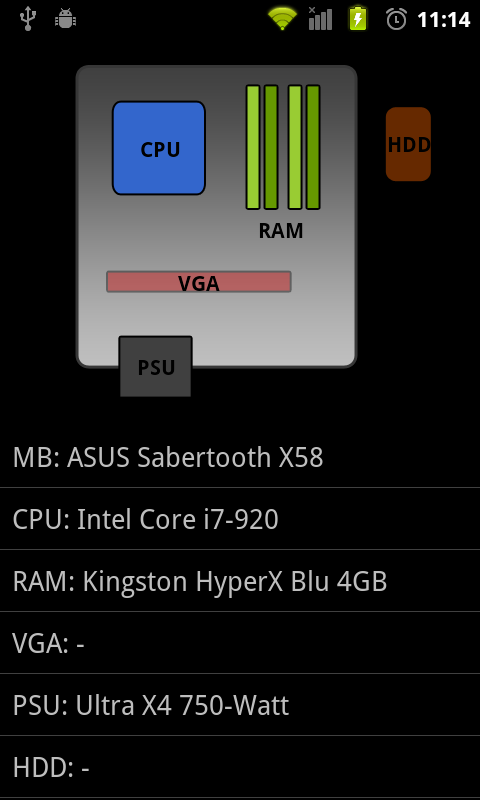 11:14
CPU
HDD
RAM
VGA
PSU
MB: ASUS Sabertooth X58
CPU: Intel Core i7-920
RAM: Kingston HyperX Blu 4GB
VGA: -
PSU: Ultra X4 750-Watt
HDD: -